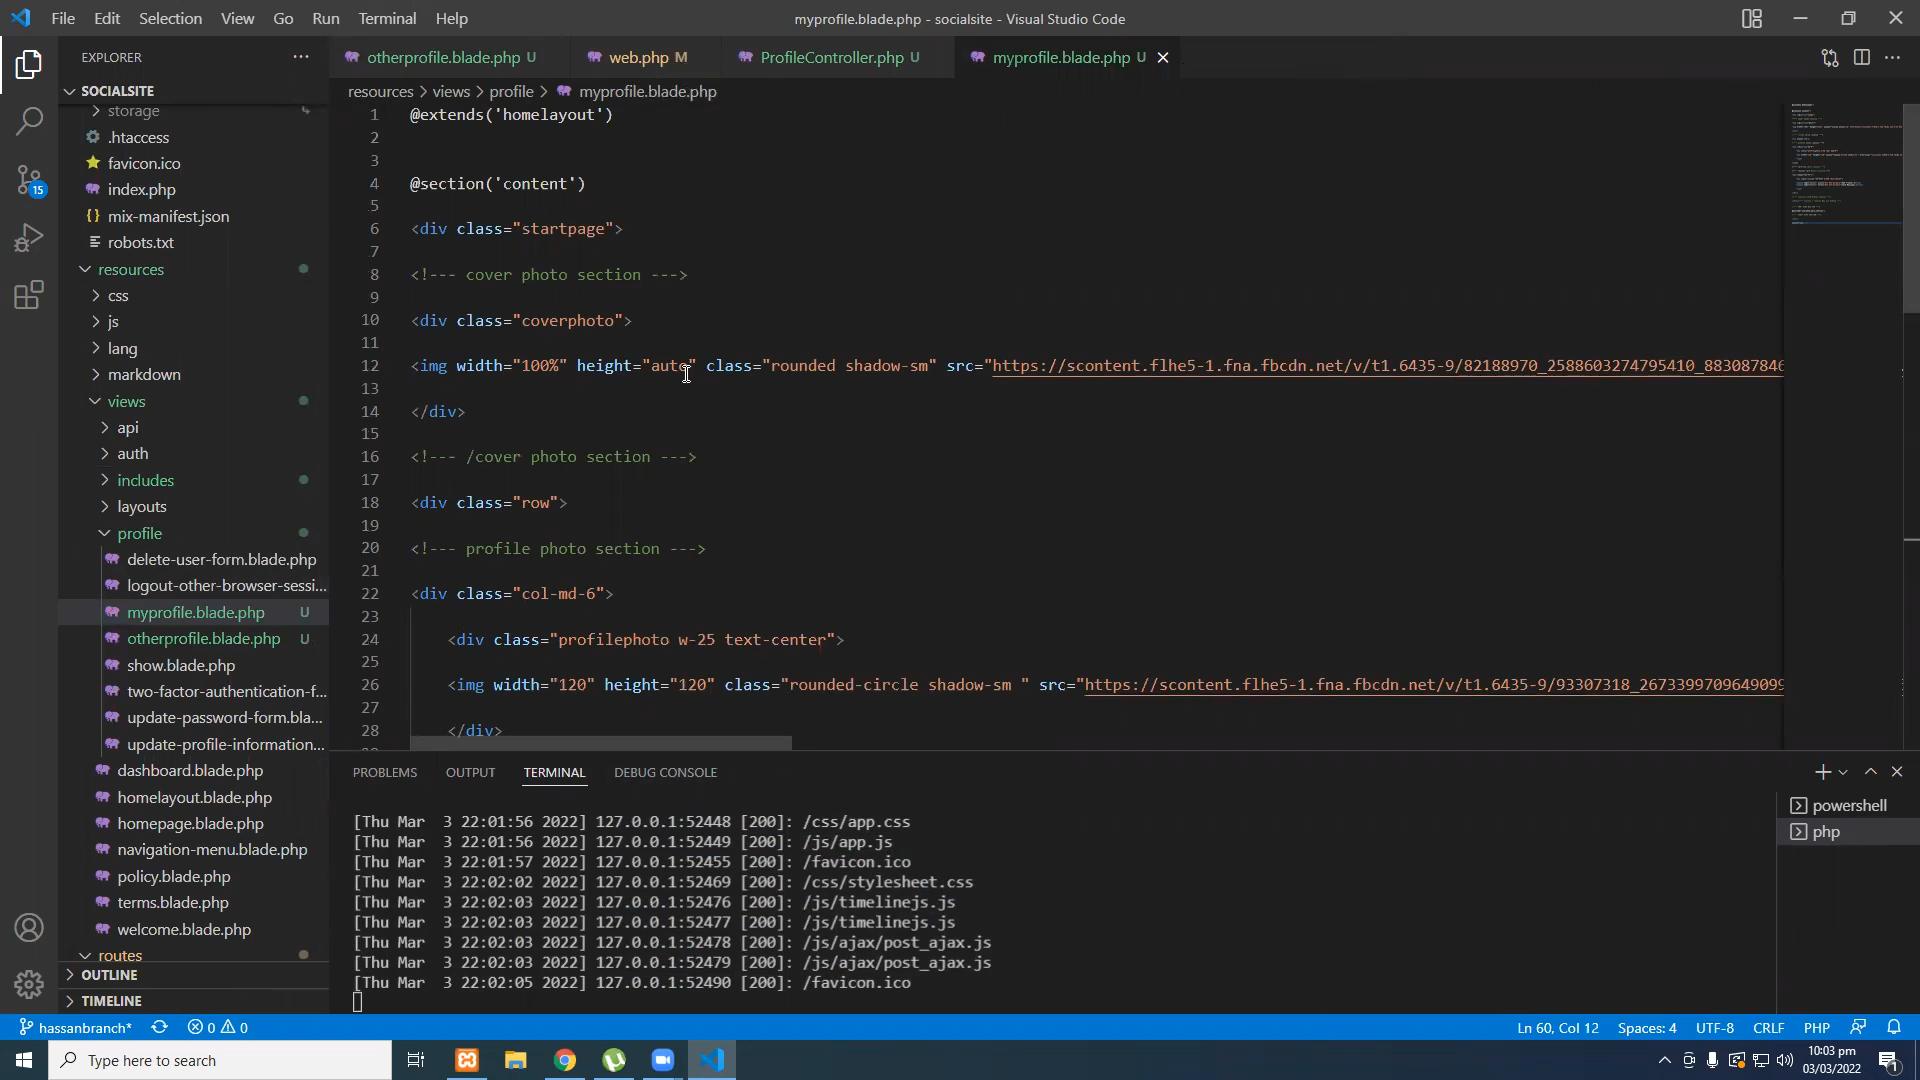 File Edit Selection View Go Run Terminal Help
myprofile.blade.php - socialsite - Visual Studio Code
EXPLORER
otherprofile.blade.php U
web.php M
ProfileController.php U
myprofile.blade.php U
SOCIALSITE
resources > views > profile > myprofile.blade.php
storage
.htaccess
favicon.ico
index.php
mix-manifest.json
robots.txt
resources
css
js
lang
markdown
views
api
auth
includes
layouts
profile
delete-user-form.blade.php
logout-other-browser-sessi...
myprofile.blade.php U
otherprofile.blade.php U
show.blade.php
two-factor-authentication-f...
update-password-form.bla...
update-profile-information...
dashboard.blade.php
homelayout.blade.php
homepage.blade.php
navigation-menu.blade.php
policy.blade.php
terms.blade.php
welcome.blade.php
routes
OUTLINE
TIMELINE
15
1 @extends('homelayout')
2
3
4 @section('content')
5
6 <div class="startpage">
7
8 <!--- cover photo section --->
9
10 <div class="coverphoto">
11
12 <img width="100%" height="auto" class="rounded shadow-sm" src="https://scontent.flhe5-1.fna.fbcdn.net/v/t1.6435-9/82188970_2588603274795410_883087846
13
14 </div>
15
16 <!--- /cover photo section --->
17
18 <div class="row">
19
20 <!--- profile photo section --->
21
22 <div class="col-md-6">
23
24 <div class="profilephoto w-25 text-center">
25
26 <img width="120" height="120" class="rounded-circle shadow-sm " src="https://scontent.flhe5-1.fna.fbcdn.net/v/t1.6435-9/93307318_2673399709649099
27
28 </div>
PROBLEMS OUTPUT TERMINAL DEBUG CONSOLE
[Thu Mar  3 22:01:56 2022] 127.0.0.1:52448 [200]: /css/app.css
[Thu Mar  3 22:01:56 2022] 127.0.0.1:52449 [200]: /js/app.js
[Thu Mar  3 22:01:57 2022] 127.0.0.1:52455 [200]: /favicon.ico
[Thu Mar  3 22:02:02 2022] 127.0.0.1:52469 [200]: /css/stylesheet.css
[Thu Mar  3 22:02:03 2022] 127.0.0.1:52476 [200]: /js/timelinejs.js
[Thu Mar  3 22:02:03 2022] 127.0.0.1:52477 [200]: /js/timelinejs.js
[Thu Mar  3 22:02:03 2022] 127.0.0.1:52478 [200]: /js/ajax/post_ajax.js
[Thu Mar  3 22:02:03 2022] 127.0.0.1:52479 [200]: /js/ajax/post_ajax.js
[Thu Mar  3 22:02:05 2022] 127.0.0.1:52490 [200]: /favicon.ico
powershell
php
hassanbranch* 0 0
Ln 60, Col 12 Spaces: 4 UTF-8 CRLF PHP
Type here to search
10:03 pm
03/03/2022
1